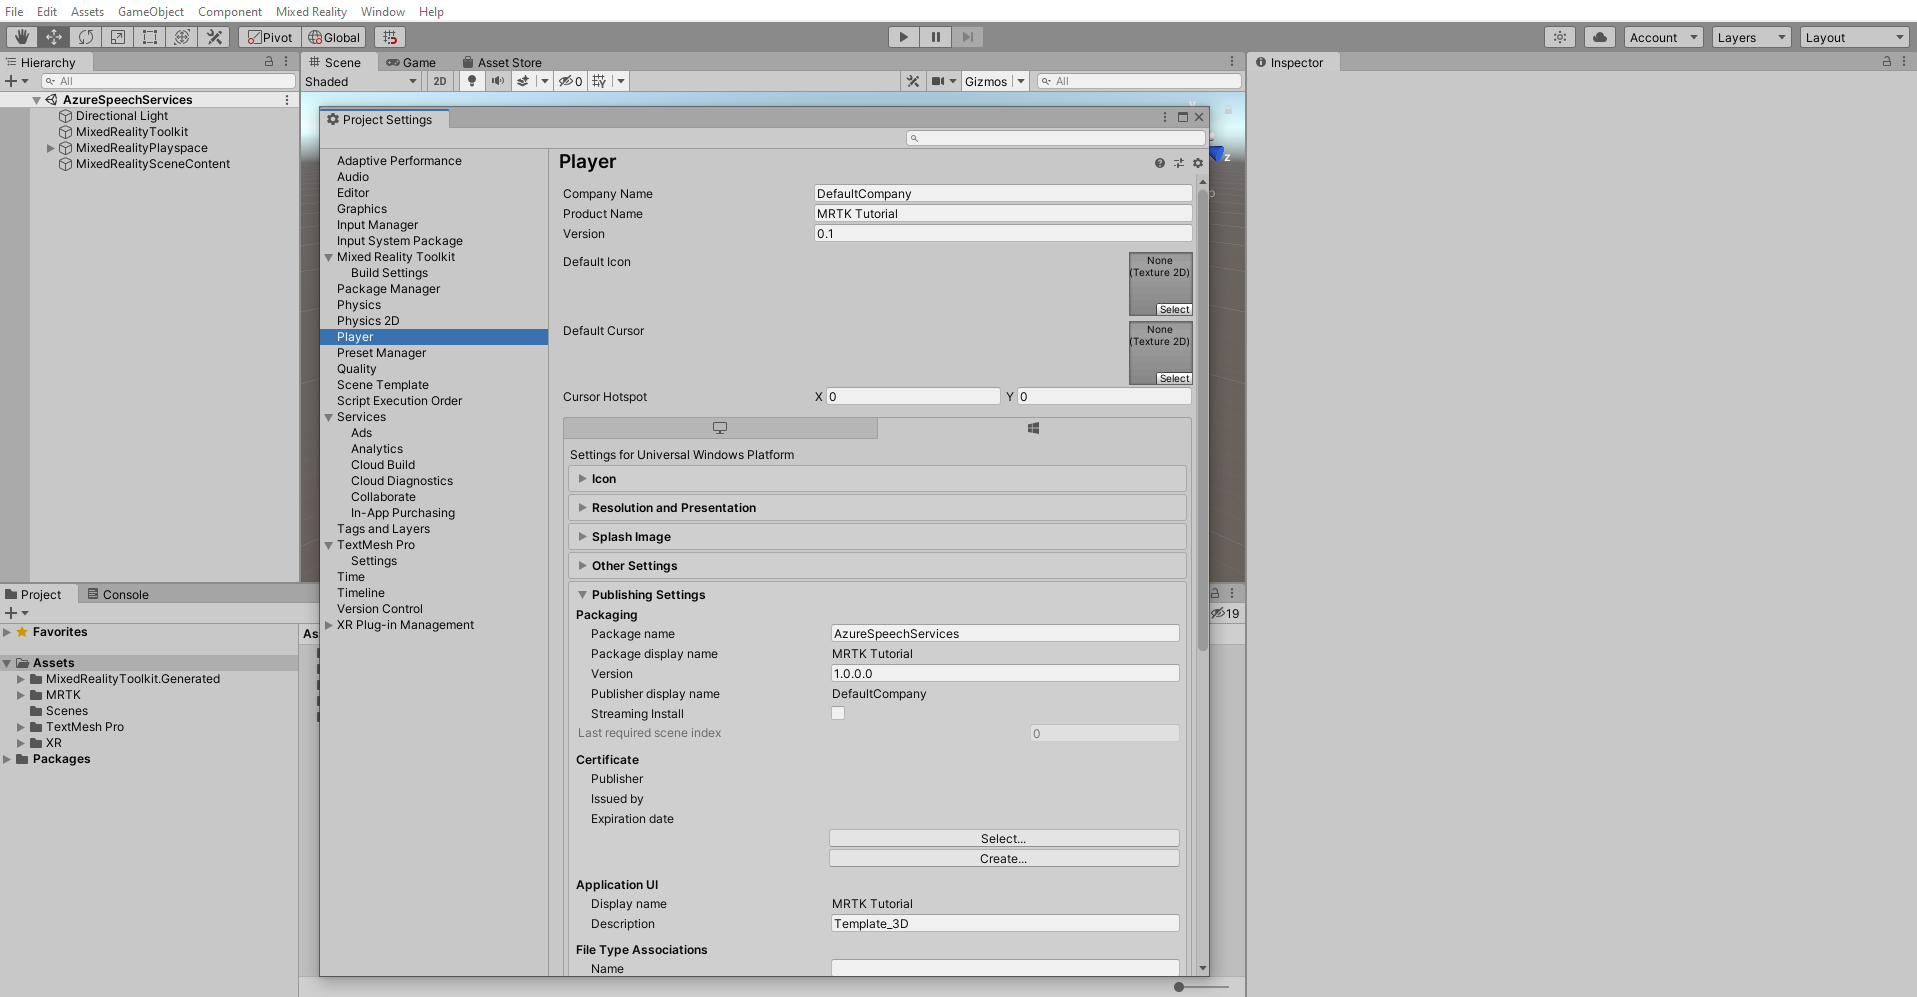 File Edit Assets GameObject Component Mixed Reality Window Help
Pivot Global Account Layers Layout
Hierarchy
All
AzureSpeechServices
Directional Light
MixedRealityToolkit
MixedRealityPlayspace
MixedRealitySceneContent
Scene Game Asset Store
Shaded 2D 0 Gizmos All
z
Inspector
Project Settings
Adaptive Performance
Audio
Editor
Graphics
Input Manager
Input System Package
Mixed Reality Toolkit
Build Settings
Package Manager
Physics
Physics 2D
Player
Preset Manager
Quality
Scene Template
Script Execution Order
Services
Ads
Analytics
Cloud Build
Cloud Diagnostics
Collaborate
In-App Purchasing
Tags and Layers
TextMesh Pro
Settings
Time
Timeline
Version Control
XR Plug-in Management
Player
Company Name DefaultCompany
Product Name MRTK Tutorial
Version 0.1
Default Icon
None
(Texture 2D)
Select
Default Cursor
None
(Texture 2D)
Select
Cursor Hotspot X 0 Y 0
Settings for Universal Windows Platform
Icon
Resolution and Presentation
Splash Image
Other Settings
Publishing Settings
Packaging
Package name AzureSpeechServices
Package display name MRTK Tutorial
Version 1.0.0.0
Publisher display name DefaultCompany
Streaming Install
Last required scene index 0
Certificate
Publisher
Issued by
Expiration date
Select...
Create...
Application UI
Display name MRTK Tutorial
Description Template_3D
File Type Associations
Name
Project Console
19
Favorites
As
Assets
MixedRealityToolkit.Generated
MRTK
Scenes
TextMesh Pro
XR
Packages